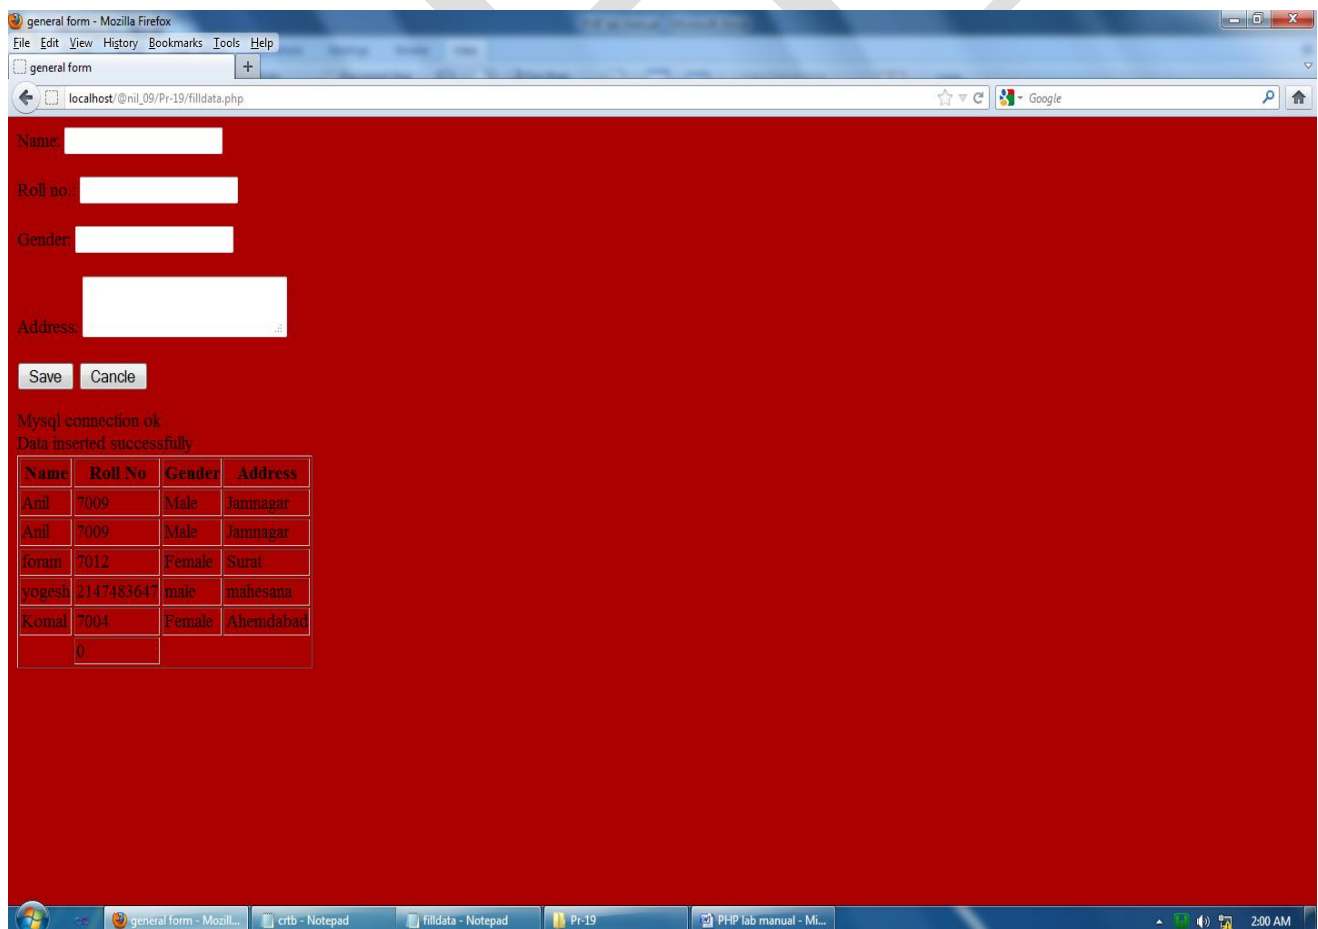 general form - Mozilla Firefox
File Edit View History Bookmarks Tools Help
general form +
localhost/@nil_09/Pr-19/filldata.php Google
Name:
Roll no.:
Gender:
Address:
Save Cancle
Mysql connection ok
Data inserted successfully
Name Roll No Gender Address
Anil 7009 Male Jamnagar
Anil 7009 Male Jamnagar
foram 7012 Female Surat
yogesh 2147483647 male mahesana
Komal 7004 Female Ahemdabad
0
general form - Mozill... crtb - Notepad filldata - Notepad Pr-19 PHP lab manual - Mi... 2:00 AM